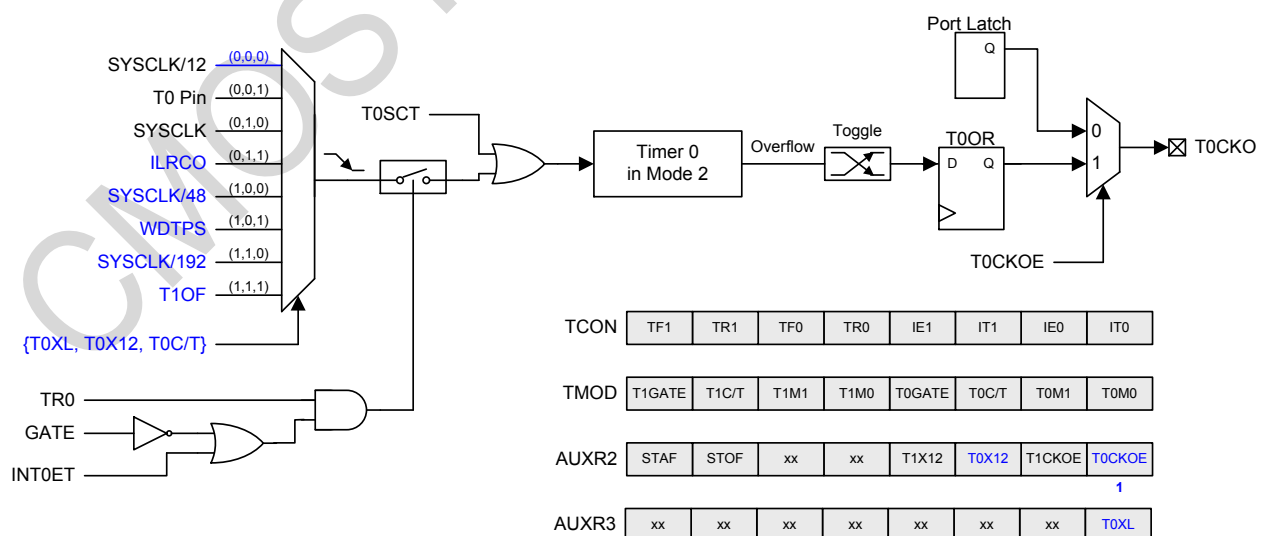 CMOS
Port Latch
Q
SYSCLK/12 (0,0,0)
T0 Pin (0,0,1)
SYSCLK (0,1,0)
ILRCO (0,1,1)
SYSCLK/48 (1,0,0)
WDTPS (1,0,1)
SYSCLK/192 (1,1,0)
T1OF (1,1,1)
{T0XL, T0X12, T0C/T}
TR0
GATE
INT0ET
T0SCT
Timer 0
in Mode 2
Overflow
Toggle
T0OR
D Q
0
1
T0CKO
T0CKOE
TCON TF1 TR1 TF0 TR0 IE1 IT1 IE0 IT0
TMOD T1GATE T1C/T T1M1 T1M0 T0GATE T0C/T T0M1 T0M0
AUXR2 STAF STOF xx xx T1X12 T0X12 T1CKOE T0CKOE
1
AUXR3 xx xx xx xx xx xx xx T0XL